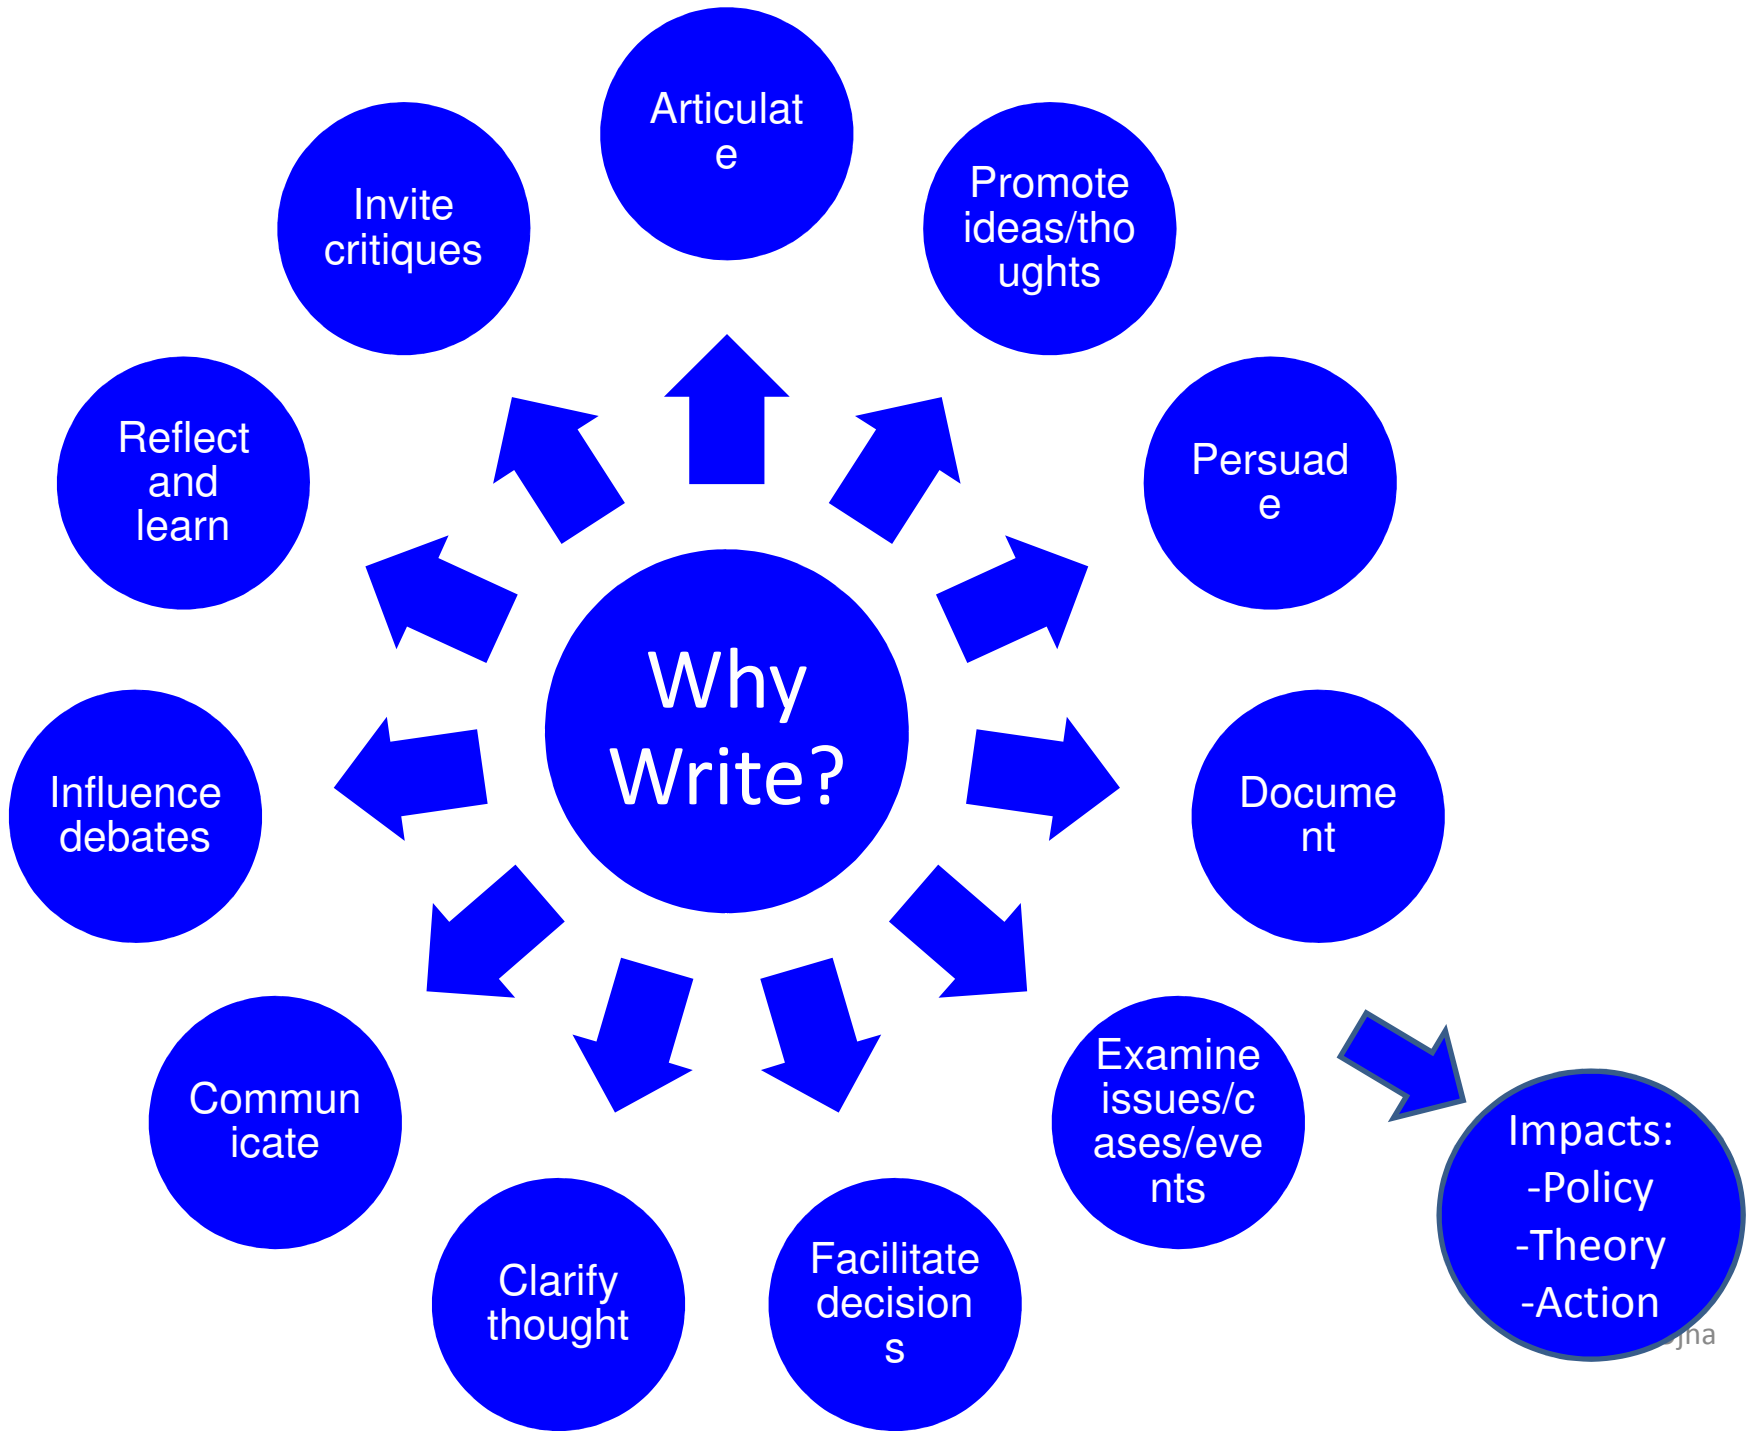 Articulat
e
Promote
ideas/tho
ughts
Persuad
e
Docume
nt
Examine
issues/c
ases/eve
nts
Facilitate
decision
s
Clarify
thought
Commun
icate
Influence
debates
Reflect
and
learn
Invite
critiques
Why
Write?
Impacts:
-Policy
-Theory
-Action